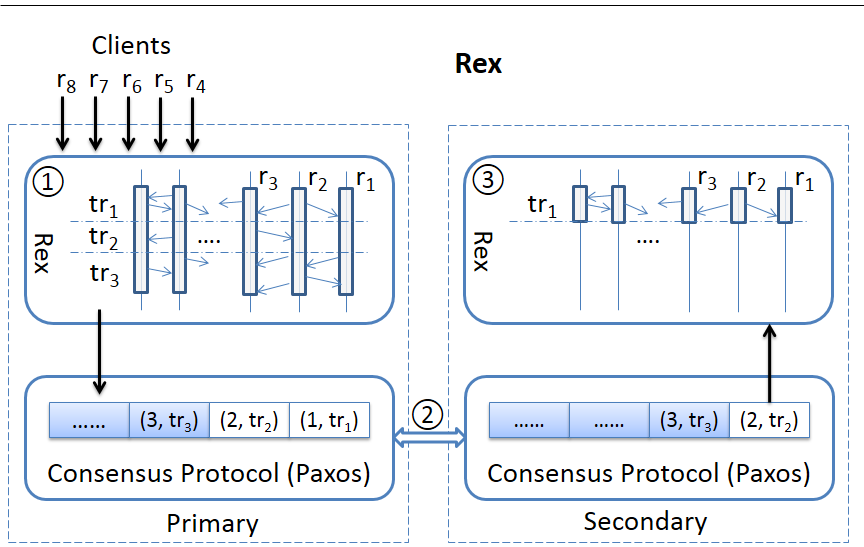 Clients
Rex
r8 r7 r6 r5 r4
① r3 r2 r1
tr1
....
tr2
tr3
Rex
③ r3 r2 r1
tr1
....
Rex
...... (3, tr3) (2, tr2) (1, tr1)
Consensus Protocol (Paxos)
②
...... ...... (3, tr3) (2, tr2)
Consensus Protocol (Paxos)
Primary
Secondary